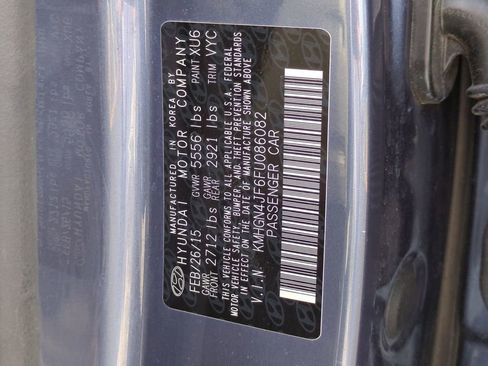 MANUFACTURED IN KOREA BY
HYUNDAI MOTOR COMPANY
FEB/26/15 GVWR 5556 lbs PAINT XU6
GAWR FRONT 2712 lbs GAWR REAR 2921 lbs TRIM VYC
THIS VEHICLE CONFORMS TO ALL APPLICABLE U.S.A. FEDERAL
MOTOR VEHICLE SAFETY, BUMPER, AND THEFT PREVENTION STANDARDS
IN EFFECT ON THE DATE OF MANUFACTURE SHOWN ABOVE
V.I.N. KMHGN4JF6FU086082
PASSENGER CAR